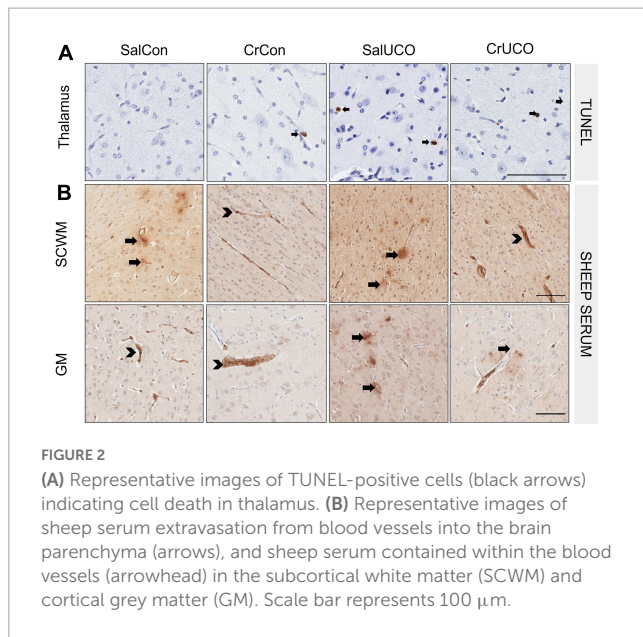 SalCon CrCon SalUCO CrUCO
A
Thalamus
TUNEL
B
SCWM
SHEEP SERUM
GM
FIGURE 2
(A) Representative images of TUNEL-positive cells (black arrows)
indicating cell death in thalamus. (B) Representative images of
sheep serum extravasation from blood vessels into the brain
parenchyma (arrows), and sheep serum contained within the blood
vessels (arrowhead) in the subcortical white matter (SCWM) and
cortical grey matter (GM). Scale bar represents 100 μm.